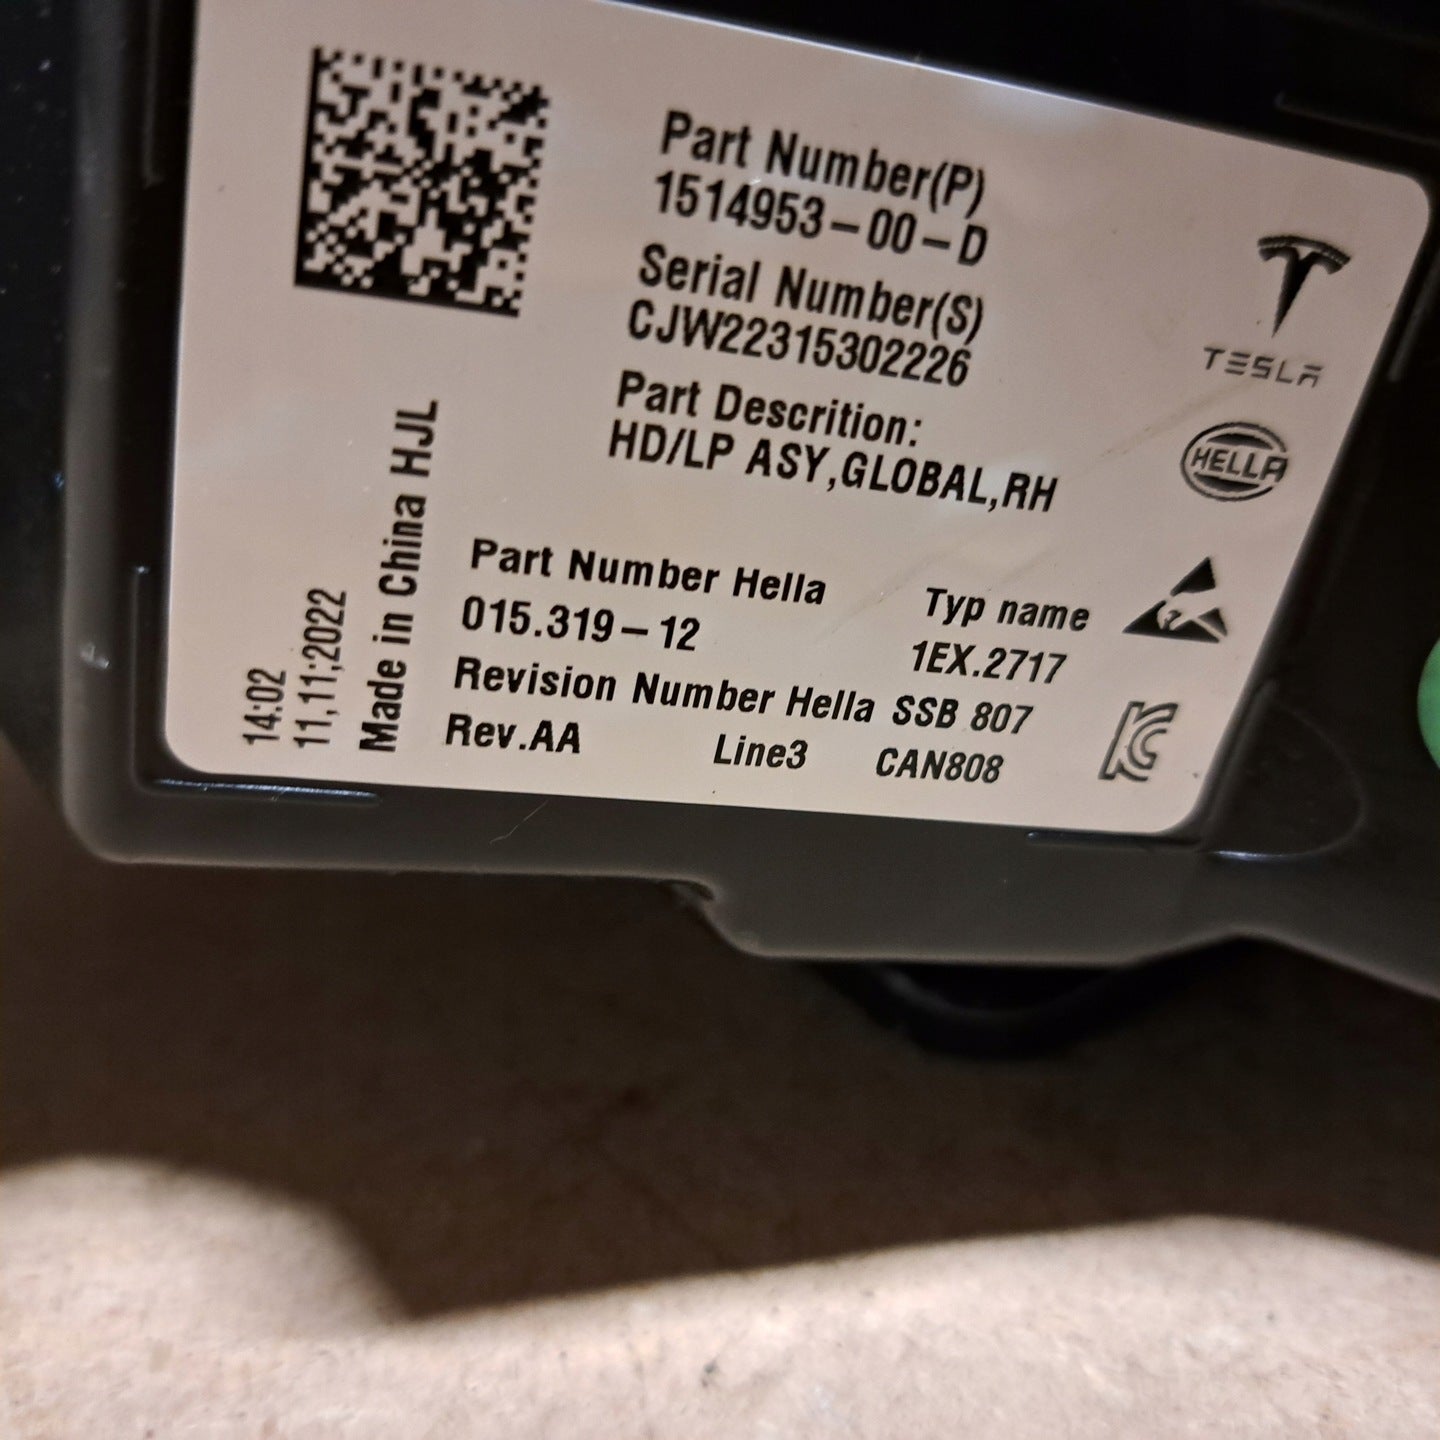 Part Number(P)
1514953-00-D
Serial Number(S)
CJW22315302226
Part Descrition:
HD/LP ASY,GLOBAL,RH
TESLA
HELLA
Part Number Hella
015.319-12
Typ name
1EX.2717
Revision Number Hella
SSB 807
Rev.AA
Line3
CAN808
Made in China HJL
11,11;2022
14:02